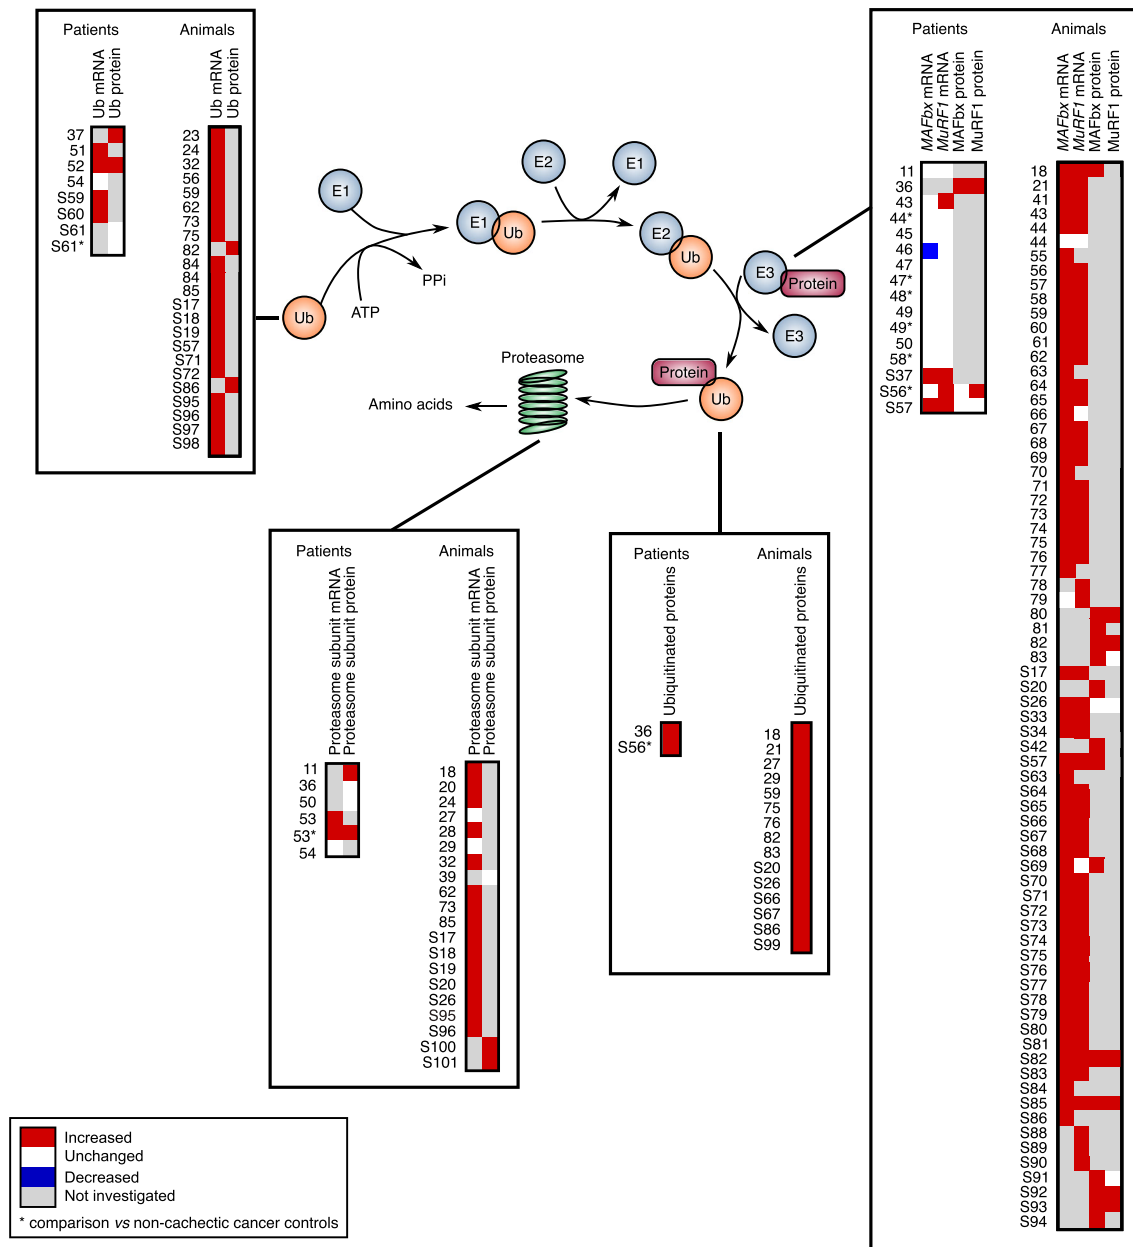 Patients
Animals
Ub mRNA
Ub protein
Ub mRNA
Ub protein
37
51
52
54
S59
S60
S61
S61*
23
24
32
56
59
62
73
75
82
84
84
85
S17
S18
S19
S57
S71
S72
S86
S95
S96
S97
S98
E1
E2
E1
E1
Ub
E2
Ub
E3
Protein
E3
PPi
ATP
Ub
Protein
Ub
Proteasome
Amino acids
Patients
Animals
MAFbx mRNA
MuRF1 mRNA
MAFbx protein
MuRF1 protein
MAFbx mRNA
MuRF1 mRNA
MAFbx protein
MuRF1 protein
11
36
43
44*
45
46
47
47*
48*
49
49*
50
58*
S37
S56*
S57
18
21
41
43
44
44
55
56
57
58
59
60
61
62
63
64
65
66
67
68
69
70
71
72
73
74
75
76
77
78
79
80
81
82
83
S17
S20
S26
S33
S34
S42
S57
S63
S64
S65
S66
S67
S68
S69
S70
S71
S72
S73
S74
S75
S76
S77
S78
S79
S80
S81
S82
S83
S84
S85
S86
S88
S89
S90
S91
S92
S93
S94
Patients
Animals
Proteasome subunit mRNA
Proteasome subunit protein
Proteasome subunit mRNA
Proteasome subunit protein
11
36
50
53
53*
54
18
20
24
27
28
29
32
39
62
73
85
S17
S18
S19
S20
S26
S95
S96
S100
S101
Patients
Animals
Ubiquitinated proteins
Ubiquitinated proteins
36
S56*
18
21
27
29
59
75
76
82
83
S20
S26
S66
S67
S86
S99
Increased
Unchanged
Decreased
Not investigated
* comparison vs non-cachectic cancer controls